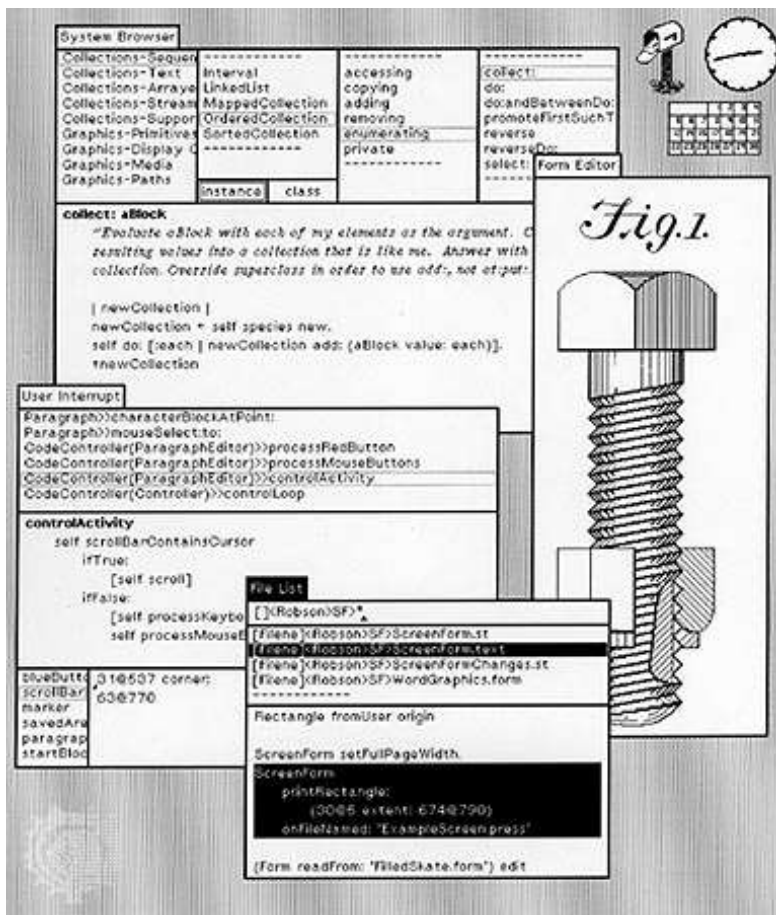 System Browser
Collections-Sequen
Collections-Text
Collections-Arraye
Collections-Stream
Collections-Suppor
Graphics-Primitives
Graphics-Display
Graphics-Media
Graphics-Paths
------------
Interval
LinkedList
MappedCollection
OrderedCollection
SortedCollection
------------
instance class
------------
accessing
copying
adding
removing
enumerating
private
------------
------------
collect:
do:
do:andBetweenDo:
promoteFirstSuchT
reverse
reverseDo:
select:
collect: aBlock
"Evaluate aBlock with each of my elements as the argument. C
resulting values into a collection that is like me. Answer with
collection. Override superclass in order to use add:, not at:put:.
| newCollection |
newCollection ← self species new.
self do: [:each | newCollection add: (aBlock value: each)].
↑newCollection
Form Editor
Fig.1.
User Interrupt
Paragraph>>characterBlockAtPoint:
Paragraph>>mouseSelect:to:
CodeController(ParagraphEditor)>>processRedButton
CodeController(ParagraphEditor)>>processMouseButtons
CodeController(ParagraphEditor)>>controlActivity
CodeController(Controller)>>controlLoop
controlActivity
self scrollBarContainsCursor
ifTrue:
[self scroll]
ifFalse:
[self processKeybo
self processMouseB
blueButto
scrollBar
marker
savedAre
paragrap
startBloc
31@537 corner:
63@770
File List
[]<Robson>SF>*
[filene]<Robson>SF>ScreenForm.st
[filene]<Robson>SF>ScreenForm.text
[filene]<Robson>SF>ScreenFormChanges.st
[filene]<Robson>SF>WordGraphics.form
------------
Rectangle fromUser origin
ScreenForm setFullPageWidth.
ScreenForm
printRectangle:
(30@5 extent: 674@790)
onFileNamed: 'ExampleScreen.press'
(Form readFrom: 'FilledSkate.form') edit